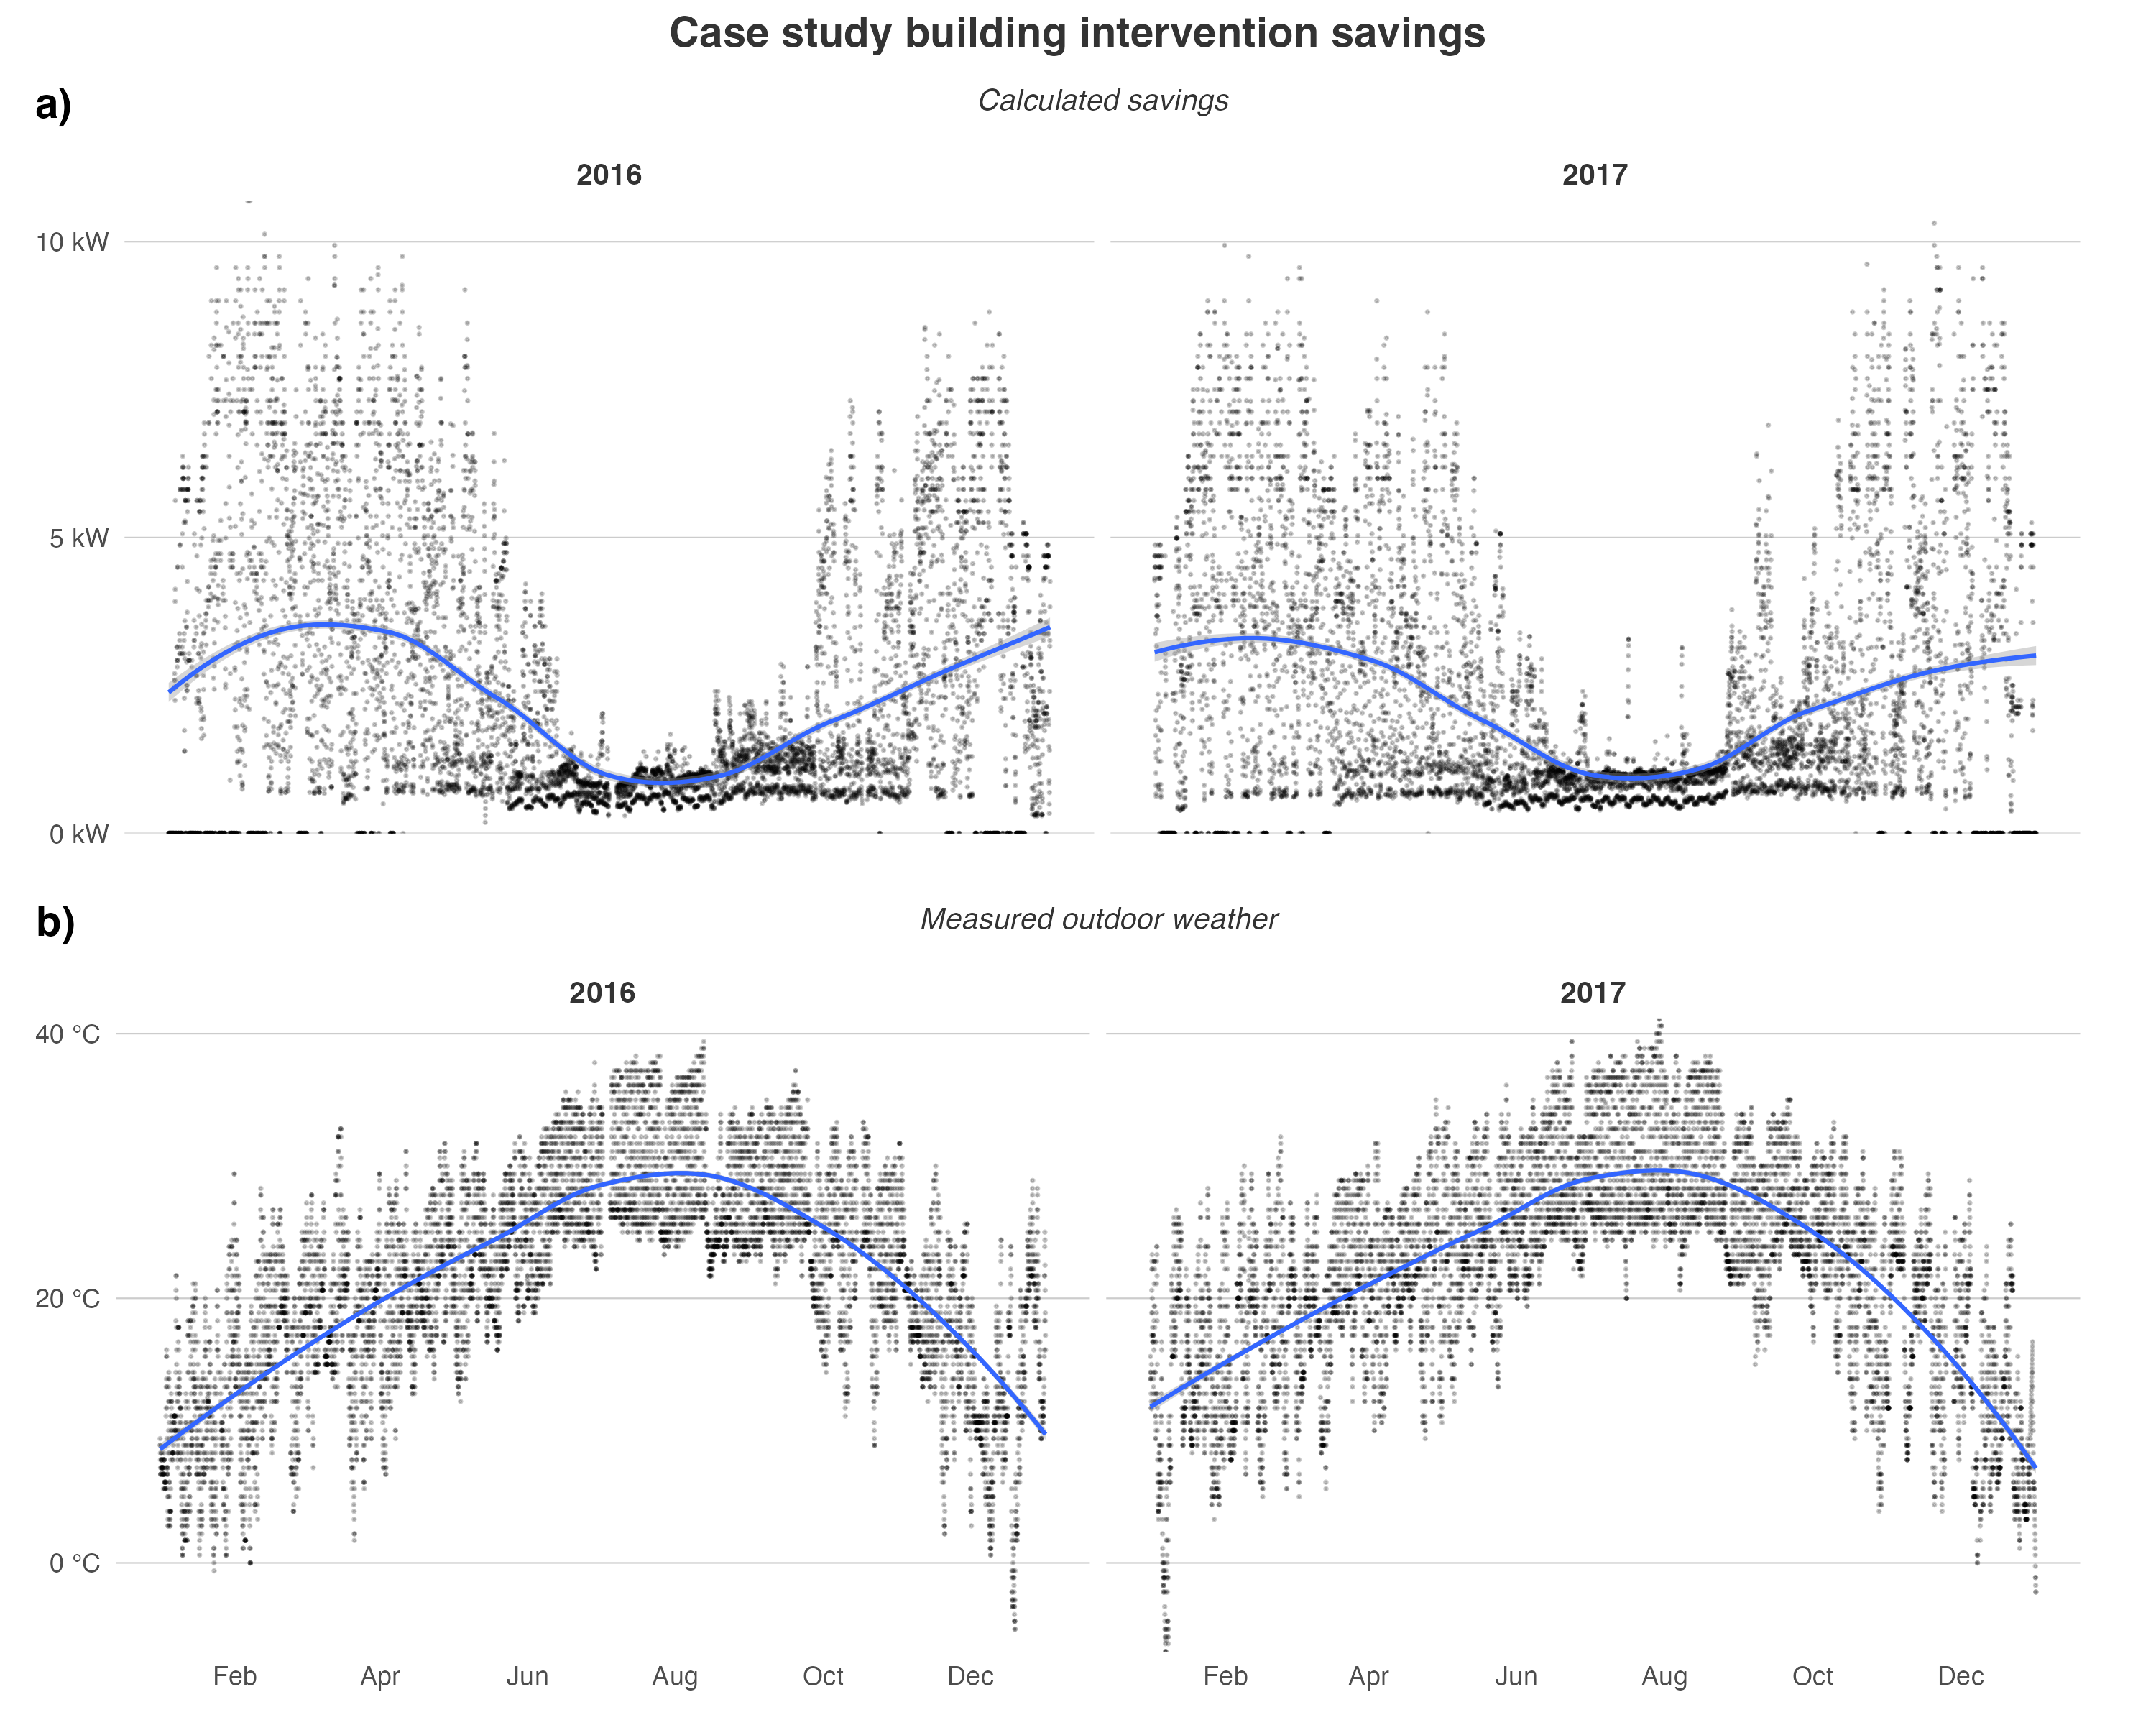 Case study building intervention savings
a)
Calculated savings
2016 2017
10 kW
5 kW
0 kW
b)
Measured outdoor weather
2016 2017
40 °C
20 °C
0 °C
Feb Apr Jun Aug Oct Dec Feb Apr Jun Aug Oct Dec